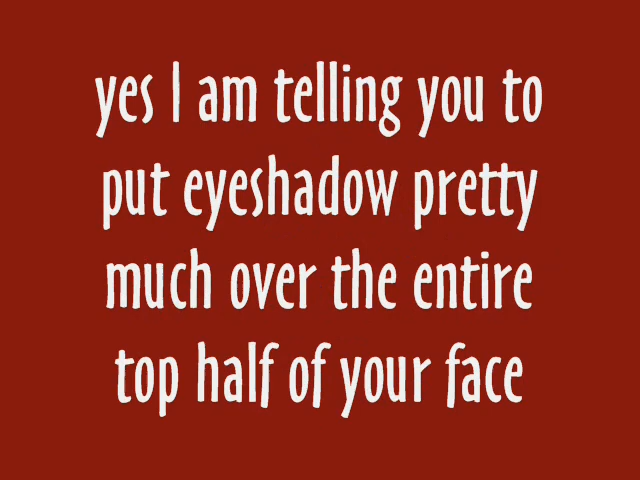 yes I am telling you to
put eyeshadow pretty
much over the entire
top half of your face